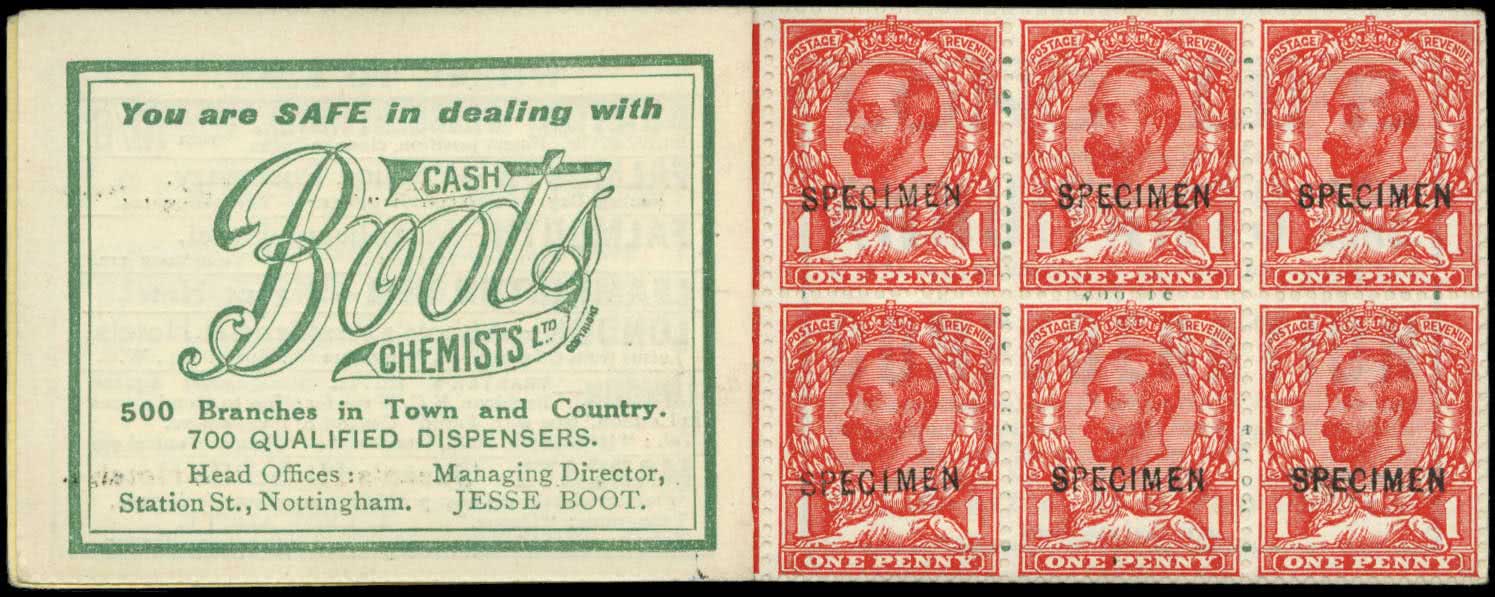 You are SAFE in dealing with
CASH
Boots
CHEMISTS LTD
COPYRIGHT
500 Branches in Town and Country.
700 QUALIFIED DISPENSERS.
Head Offices: Managing Director,
Station St., Nottingham. JESSE BOOT.
POSTAGE REVENUE
SPECIMEN
1 1
ONE PENNY
POSTAGE REVENUE
SPECIMEN
1 1
ONE PENNY
POSTAGE REVENUE
SPECIMEN
1 1
ONE PENNY
POSTAGE REVENUE
SPECIMEN
1 1
ONE PENNY
POSTAGE REVENUE
SPECIMEN
1 1
ONE PENNY
POSTAGE REVENUE
SPECIMEN
1 1
ONE PENNY